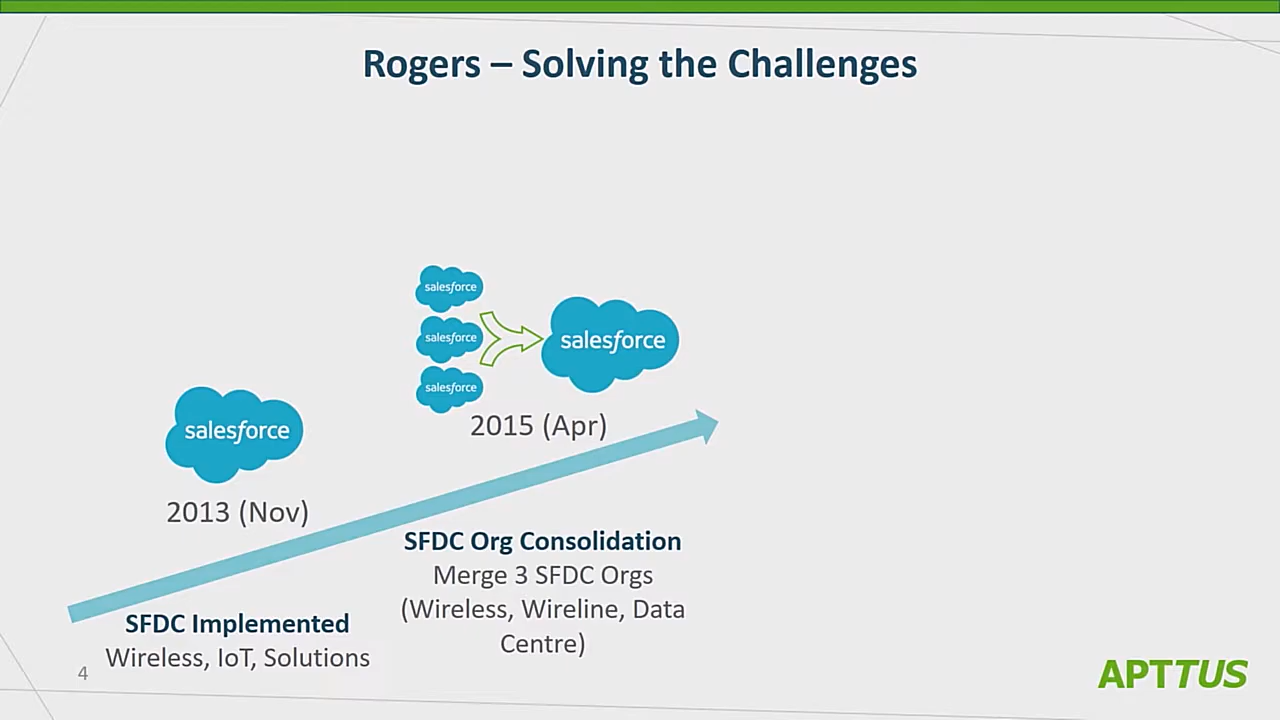 Rogers – Solving the Challenges
salesforce
salesforce
salesforce
salesforce
2015 (Apr)
salesforce
2013 (Nov)
SFDC Org Consolidation
Merge 3 SFDC Orgs
(Wireless, Wireline, Data
Centre)
SFDC Implemented
Wireless, IoT, Solutions
4
APTTUS